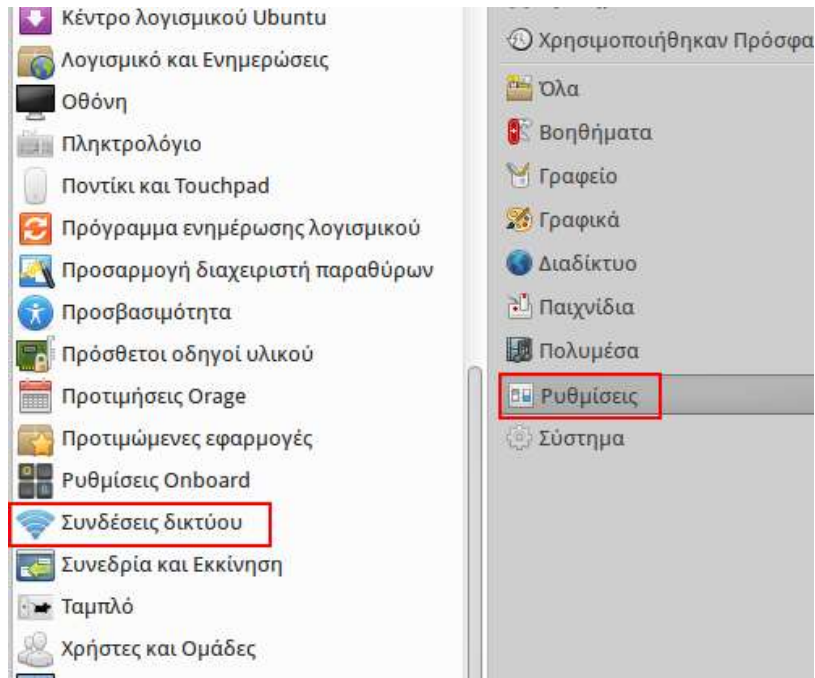 Κέντρο λογισμικού Ubuntu
Λογισμικό και Ενημερώσεις
Οθόνη
Πληκτρολόγιο
Ποντίκι και Touchpad
Πρόγραμμα ενημέρωσης λογισμικού
Προσαρμογή διαχειριστή παραθύρων
Προσβασιμότητα
Πρόσθετοι οδηγοί υλικού
Προτιμήσεις Orage
Προτιμώμενες εφαρμογές
Ρυθμίσεις Onboard
Συνδέσεις δικτύου
Συνεδρία και Εκκίνηση
Ταμπλό
Χρήστες και Ομάδες
Χρησιμοποιήθηκαν Πρόσφα
Όλα
Βοηθήματα
Γραφείο
Γραφικά
Διαδίκτυο
Παιχνίδια
Πολυμέσα
Ρυθμίσεις
Σύστημα